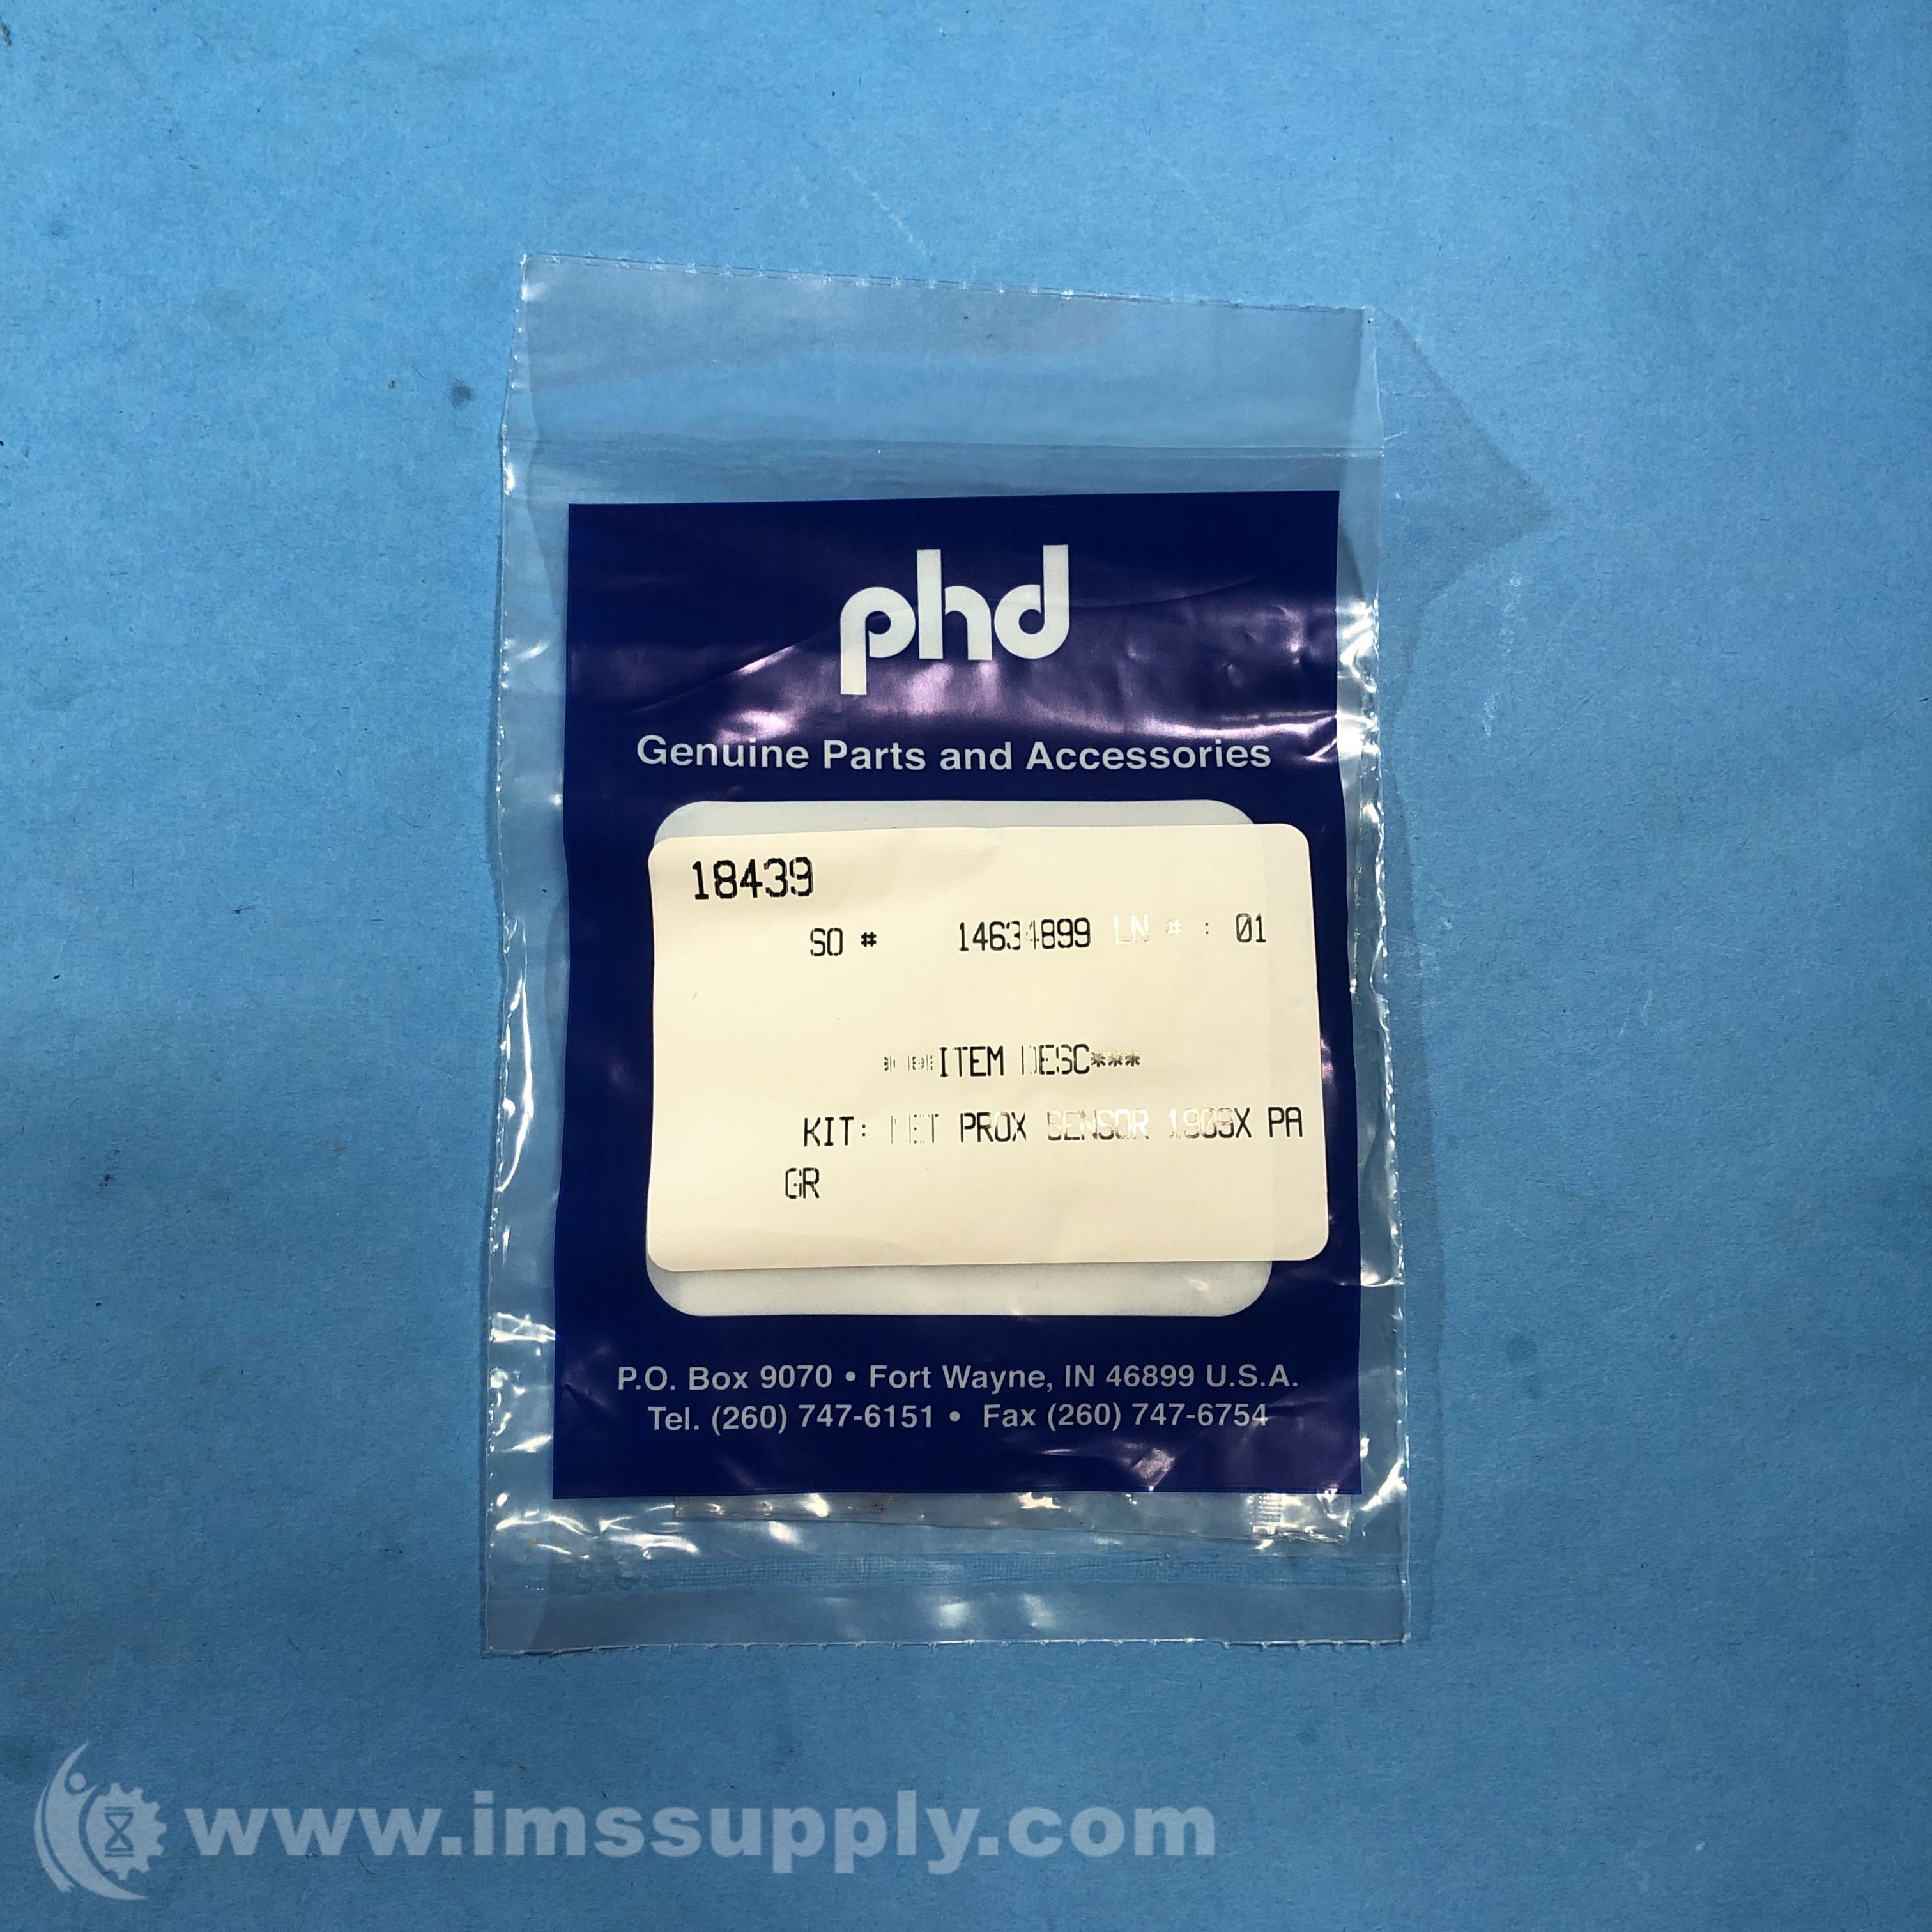 phd
Genuine Parts and Accessories
18439
SO # 14634899 LN # : 01
***ITEM DESC***
KIT: PROX SENSOR 1909X PA
GR
P.O. Box 9070 • Fort Wayne, IN 46899 U.S.A.
Tel. (260) 747-6151 • Fax (260) 747-6754
www.imssupply.com